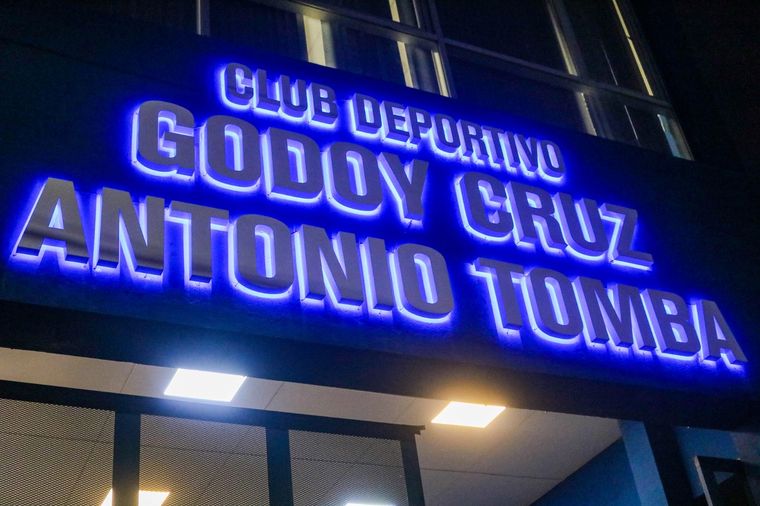 CLUB DEPORTIVO
GODOY CRUZ
ANTONIO TOMBA